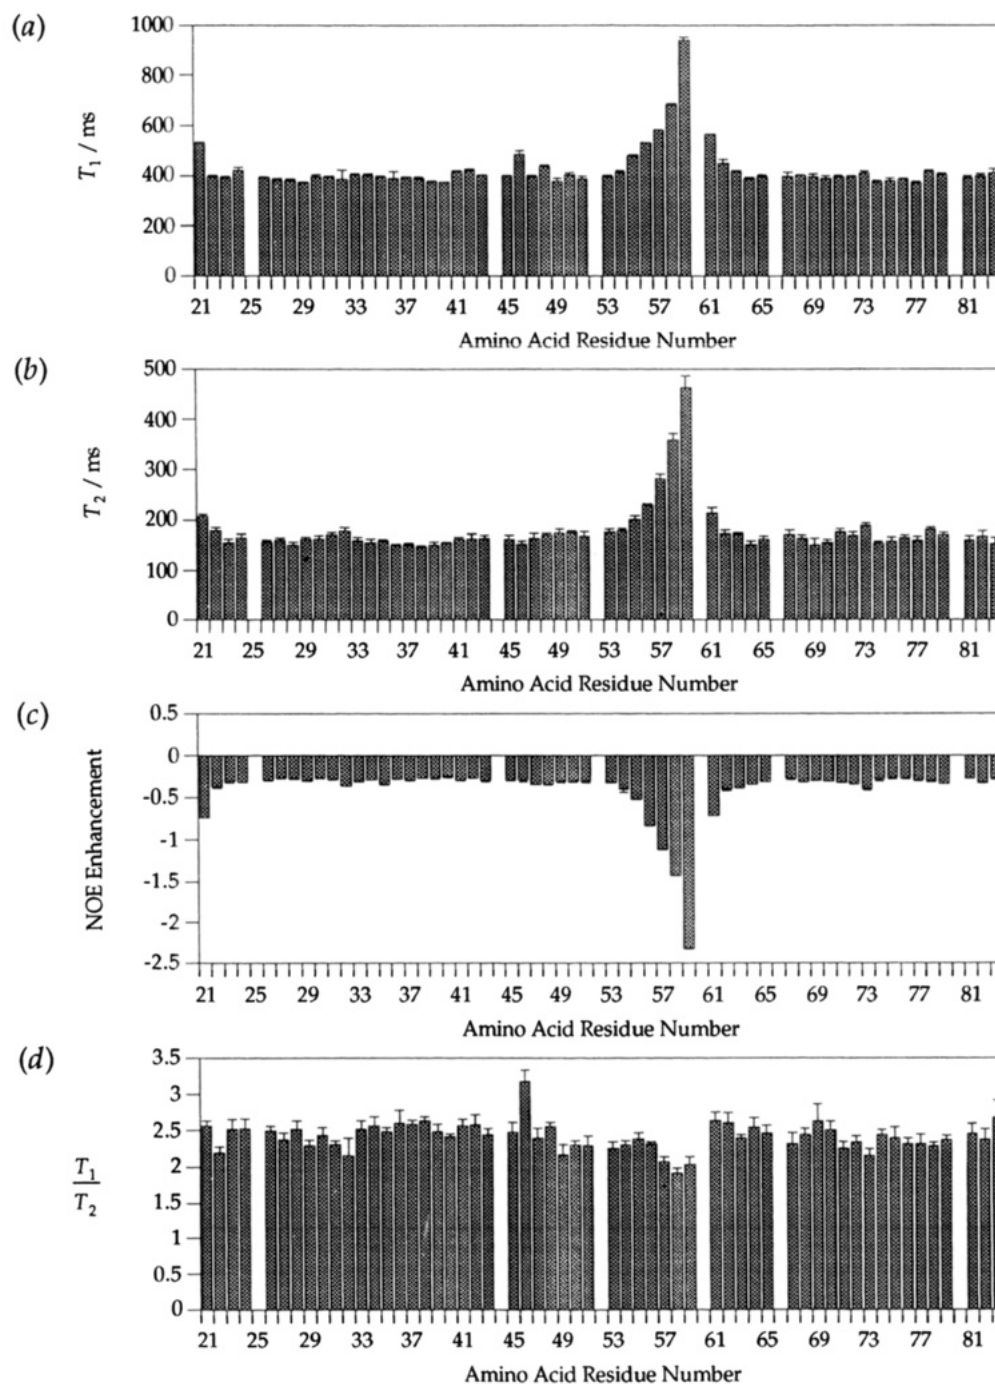 (a)
T1 / ms
1000
800
600
400
200
0
21 25 29 33 37 41 45 49 53 57 61 65 69 73 77 81
Amino Acid Residue Number
(b)
T2 / ms
500
400
300
200
100
0
21 25 29 33 37 41 45 49 53 57 61 65 69 73 77 81
Amino Acid Residue Number
(c)
NOE Enhancement
0.5
0
-0.5
-1
-1.5
-2
-2.5
21 25 29 33 37 41 45 49 53 57 61 65 69 73 77 81
Amino Acid Residue Number
(d)
T1
T2
3.5
3
2.5
2
1.5
1
0.5
0
21 25 29 33 37 41 45 49 53 57 61 65 69 73 77 81
Amino Acid Residue Number